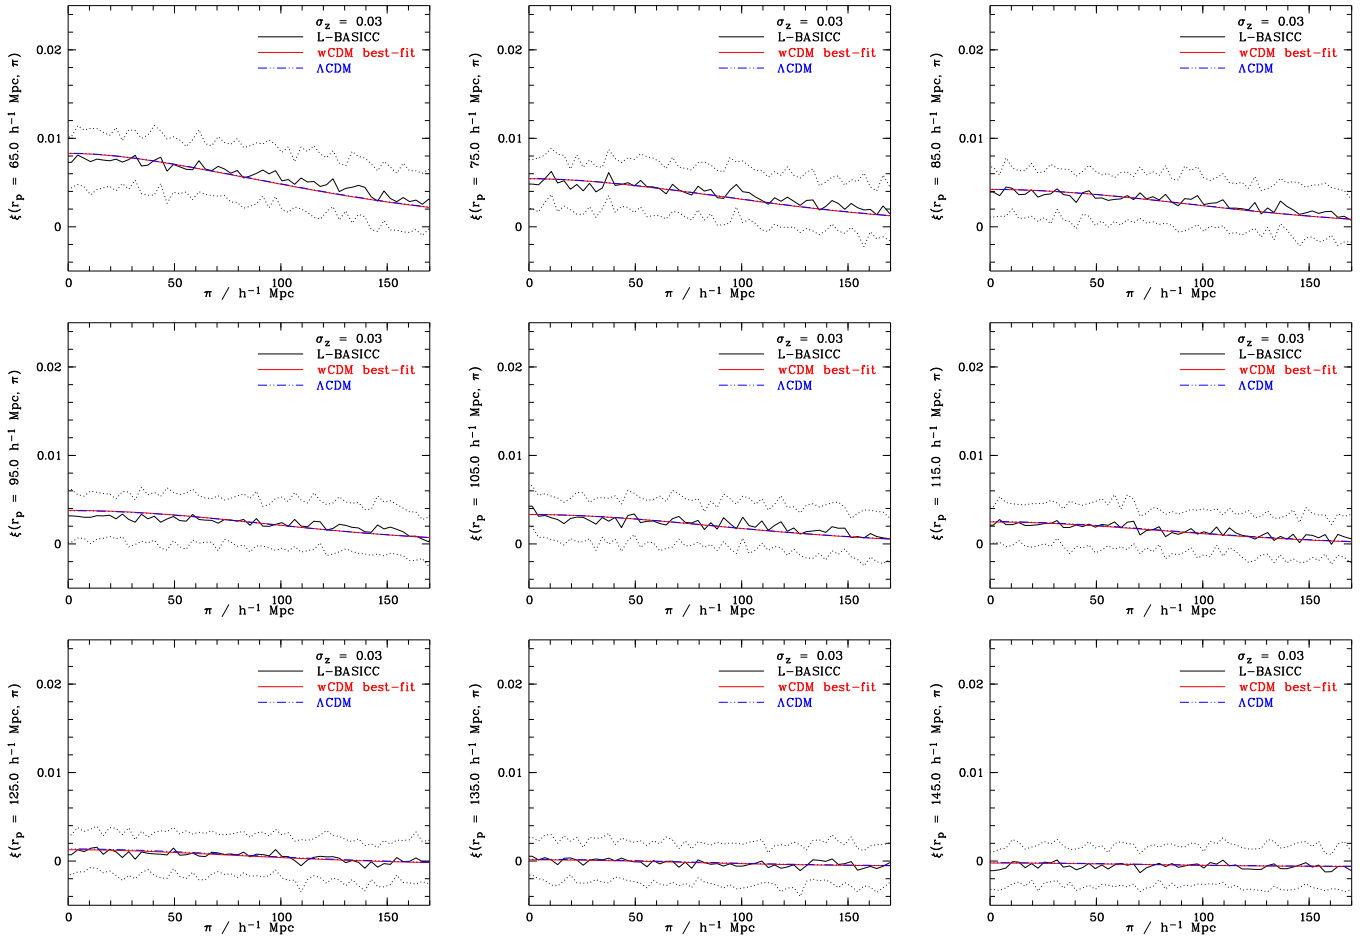 σz = 0.03
L-BASICC
wCDM best-fit
ΛCDM
0.02
0.01
0
ξ(rp = 65.0 h⁻¹ Mpc, π)
0 50 100 150
π / h⁻¹ Mpc
σz = 0.03
L-BASICC
wCDM best-fit
ΛCDM
0.02
0.01
0
ξ(rp = 75.0 h⁻¹ Mpc, π)
0 50 100 150
π / h⁻¹ Mpc
σz = 0.03
L-BASICC
wCDM best-fit
ΛCDM
0.02
0.01
0
ξ(rp = 85.0 h⁻¹ Mpc, π)
0 50 100 150
π / h⁻¹ Mpc
σz = 0.03
L-BASICC
wCDM best-fit
ΛCDM
0.02
0.01
0
ξ(rp = 95.0 h⁻¹ Mpc, π)
0 50 100 150
π / h⁻¹ Mpc
σz = 0.03
L-BASICC
wCDM best-fit
ΛCDM
0.02
0.01
0
ξ(rp = 105.0 h⁻¹ Mpc, π)
0 50 100 150
π / h⁻¹ Mpc
σz = 0.03
L-BASICC
wCDM best-fit
ΛCDM
0.02
0.01
0
ξ(rp = 115.0 h⁻¹ Mpc, π)
0 50 100 150
π / h⁻¹ Mpc
σz = 0.03
L-BASICC
wCDM best-fit
ΛCDM
0.02
0.01
0
ξ(rp = 125.0 h⁻¹ Mpc, π)
0 50 100 150
π / h⁻¹ Mpc
σz = 0.03
L-BASICC
wCDM best-fit
ΛCDM
0.02
0.01
0
ξ(rp = 135.0 h⁻¹ Mpc, π)
0 50 100 150
π / h⁻¹ Mpc
σz = 0.03
L-BASICC
wCDM best-fit
ΛCDM
0.02
0.01
0
ξ(rp = 145.0 h⁻¹ Mpc, π)
0 50 100 150
π / h⁻¹ Mpc